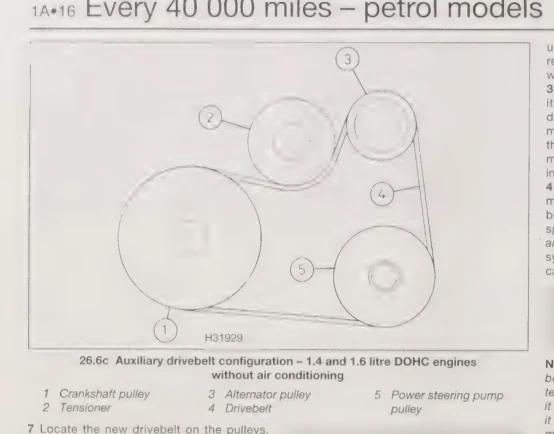 1A•16 Every 40 000 miles – petrol models
3
2
4
5
1
H31929
26.6c Auxiliary drivebelt configuration – 1.4 and 1.6 litre DOHC engines
without air conditioning
1 Crankshaft pulley
2 Tensioner
3 Alternator pulley
4 Drivebelt
5 Power steering pump
pulley
7 Locate the new drivebelt on the pulleys.
3
4